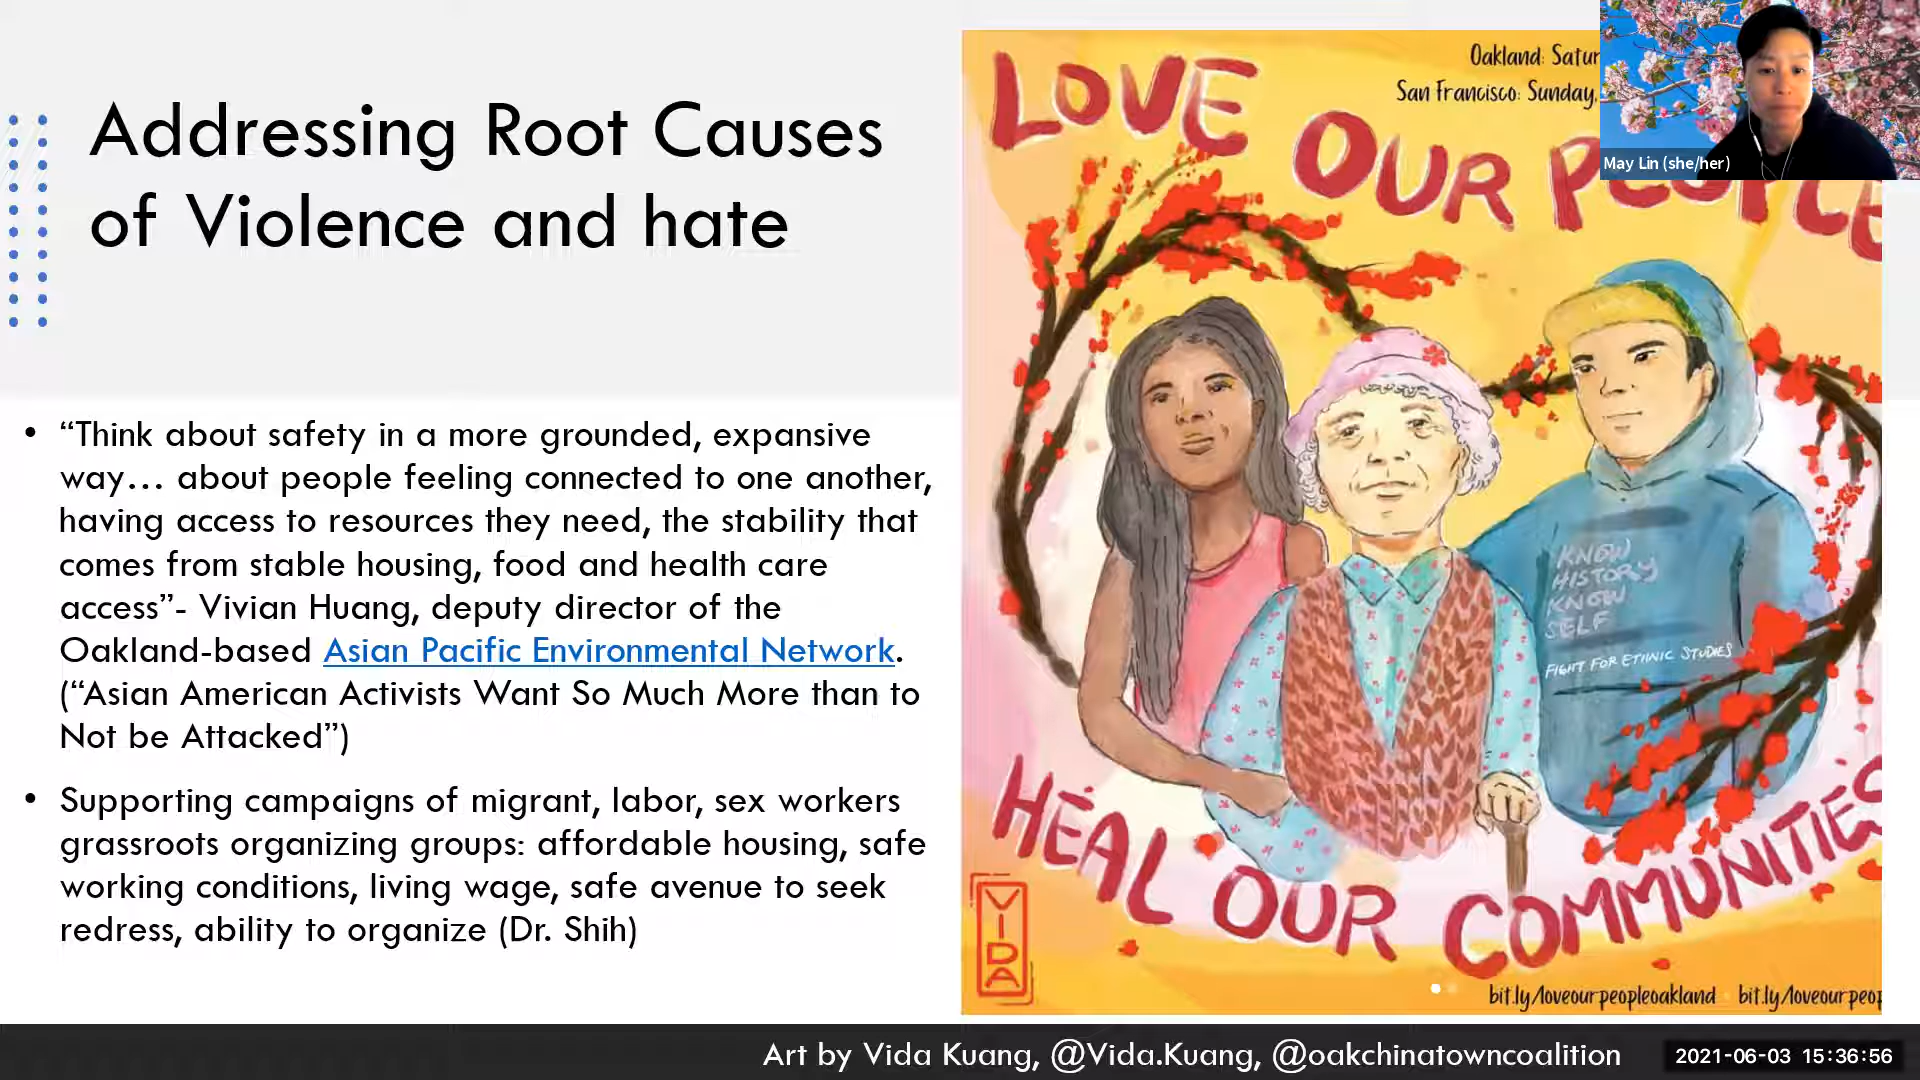 Addressing Root Causes
of Violence and hate
• “Think about safety in a more grounded, expansive
way… about people feeling connected to one another,
having access to resources they need, the stability that
comes from stable housing, food and health care
access”- Vivian Huang, deputy director of the
Oakland-based Asian Pacific Environmental Network.
(“Asian American Activists Want So Much More than to
Not be Attacked”)
• Supporting campaigns of migrant, labor, sex workers
grassroots organizing groups: affordable housing, safe
working conditions, living wage, safe avenue to seek
redress, ability to organize (Dr. Shih)
Oakland: Satur
San Francisco: Sunday,
LOVE OUR PEOPLE
May Lin (she/her)
KNOW
HISTORY
KNOW
SELF
FIGHT FOR ETHNIC STUDIES
HEAL OUR COMMUNITIES
VIDA
bit.ly/loveourpeopleoakland bit.ly/loveourpeop
Art by Vida Kuang, @Vida.Kuang, @oakchinatowncoalition
2021-06-03 15:36:56